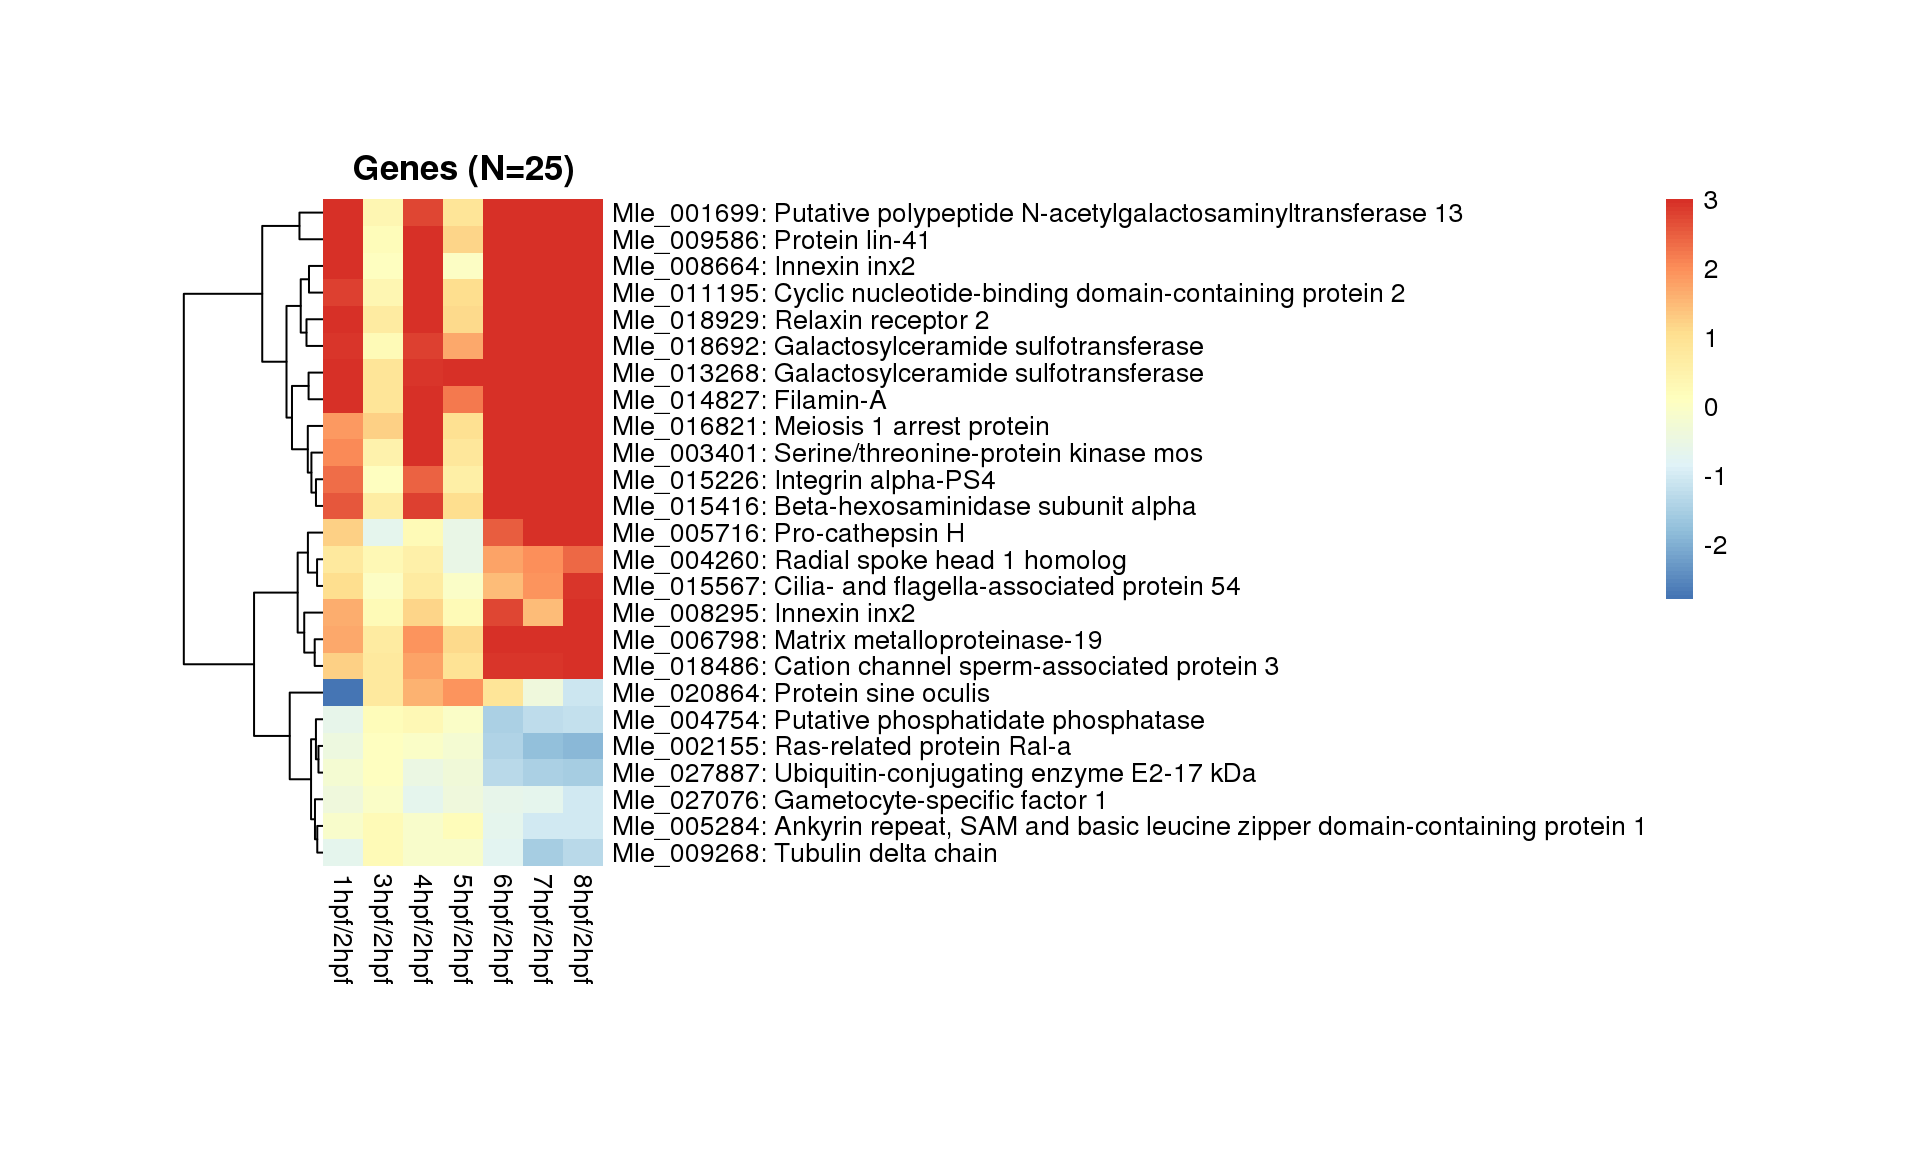 Genes (N=25)
Mle_001699: Putative polypeptide N-acetylgalactosaminyltransferase 13
Mle_009586: Protein lin-41
Mle_008664: Innexin inx2
Mle_011195: Cyclic nucleotide-binding domain-containing protein 2
Mle_018929: Relaxin receptor 2
Mle_018692: Galactosylceramide sulfotransferase
Mle_013268: Galactosylceramide sulfotransferase
Mle_014827: Filamin-A
Mle_016821: Meiosis 1 arrest protein
Mle_003401: Serine/threonine-protein kinase mos
Mle_015226: Integrin alpha-PS4
Mle_015416: Beta-hexosaminidase subunit alpha
Mle_005716: Pro-cathepsin H
Mle_004260: Radial spoke head 1 homolog
Mle_015567: Cilia- and flagella-associated protein 54
Mle_008295: Innexin inx2
Mle_006798: Matrix metalloproteinase-19
Mle_018486: Cation channel sperm-associated protein 3
Mle_020864: Protein sine oculis
Mle_004754: Putative phosphatidate phosphatase
Mle_002155: Ras-related protein Ral-a
Mle_027887: Ubiquitin-conjugating enzyme E2-17 kDa
Mle_027076: Gametocyte-specific factor 1
Mle_005284: Ankyrin repeat, SAM and basic leucine zipper domain-containing protein 1
Mle_009268: Tubulin delta chain
1hpf/2hpf
3hpf/2hpf
4hpf/2hpf
5hpf/2hpf
6hpf/2hpf
7hpf/2hpf
8hpf/2hpf
3
2
1
0
-1
-2